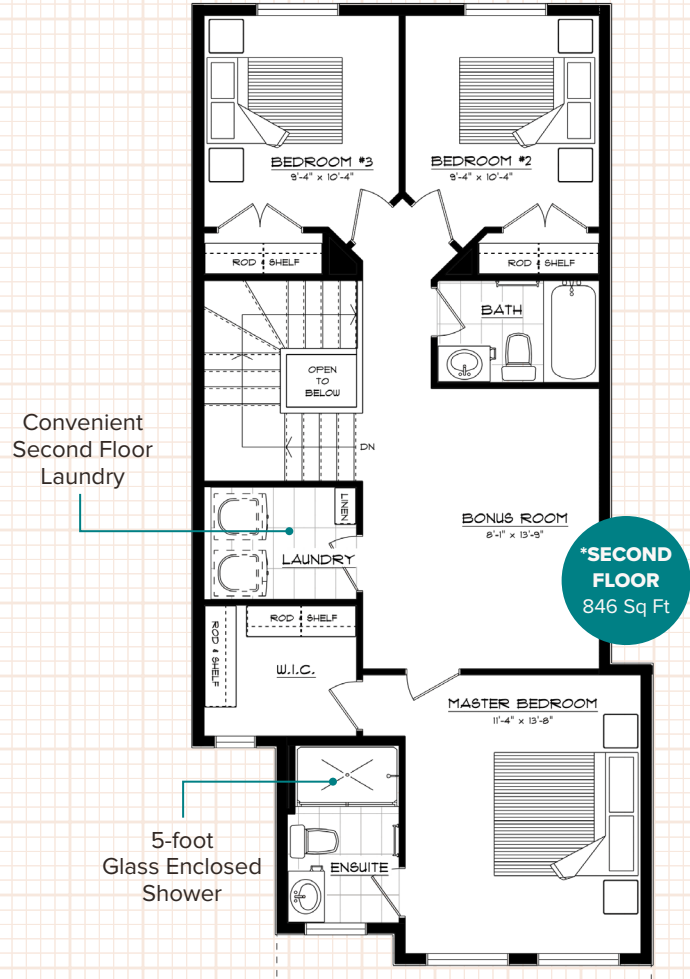 BEDROOM #3
9'-4" x 10'-4"
BEDROOM #2
9'-4" x 10'-4"
ROD & SHELF
ROD & SHELF
BATH
OPEN
TO
BELOW
DN
Convenient
Second Floor
Laundry
LINEN
LAUNDRY
BONUS ROOM
8'-1" x 13'-9"
*SECOND
FLOOR
846 Sq Ft
ROD & SHELF
ROD & SHELF
W.I.C.
MASTER BEDROOM
11'-4" x 13'-8"
5-foot
Glass Enclosed
Shower
ENSUITE